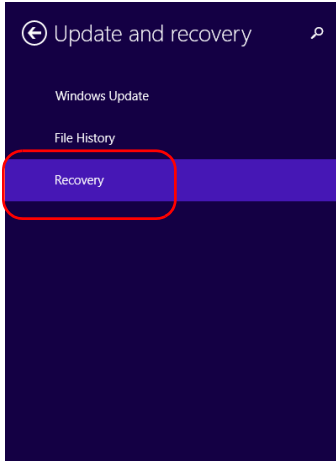 Update and recovery
Windows Update
File History
Recovery